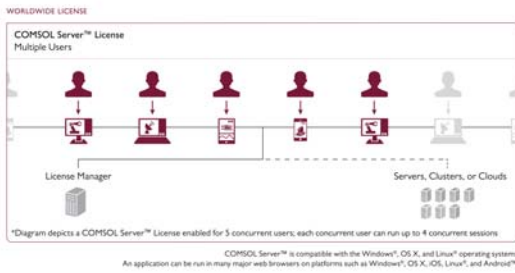 WORLDWIDE LICENSE
COMSOL Server™ License
Multiple Users
License Manager
Servers, Clusters, or Clouds
*Diagram depicts a COMSOL Server™ License enabled for 5 concurrent users; each concurrent user can run up to 4 concurrent sessions
COMSOL Server™ is compatible with the Windows®, OS X, and Linux® operating systems.
An application can be run in many major web browsers on platforms such as Windows®, OS X, iOS, Linux®, and Android™